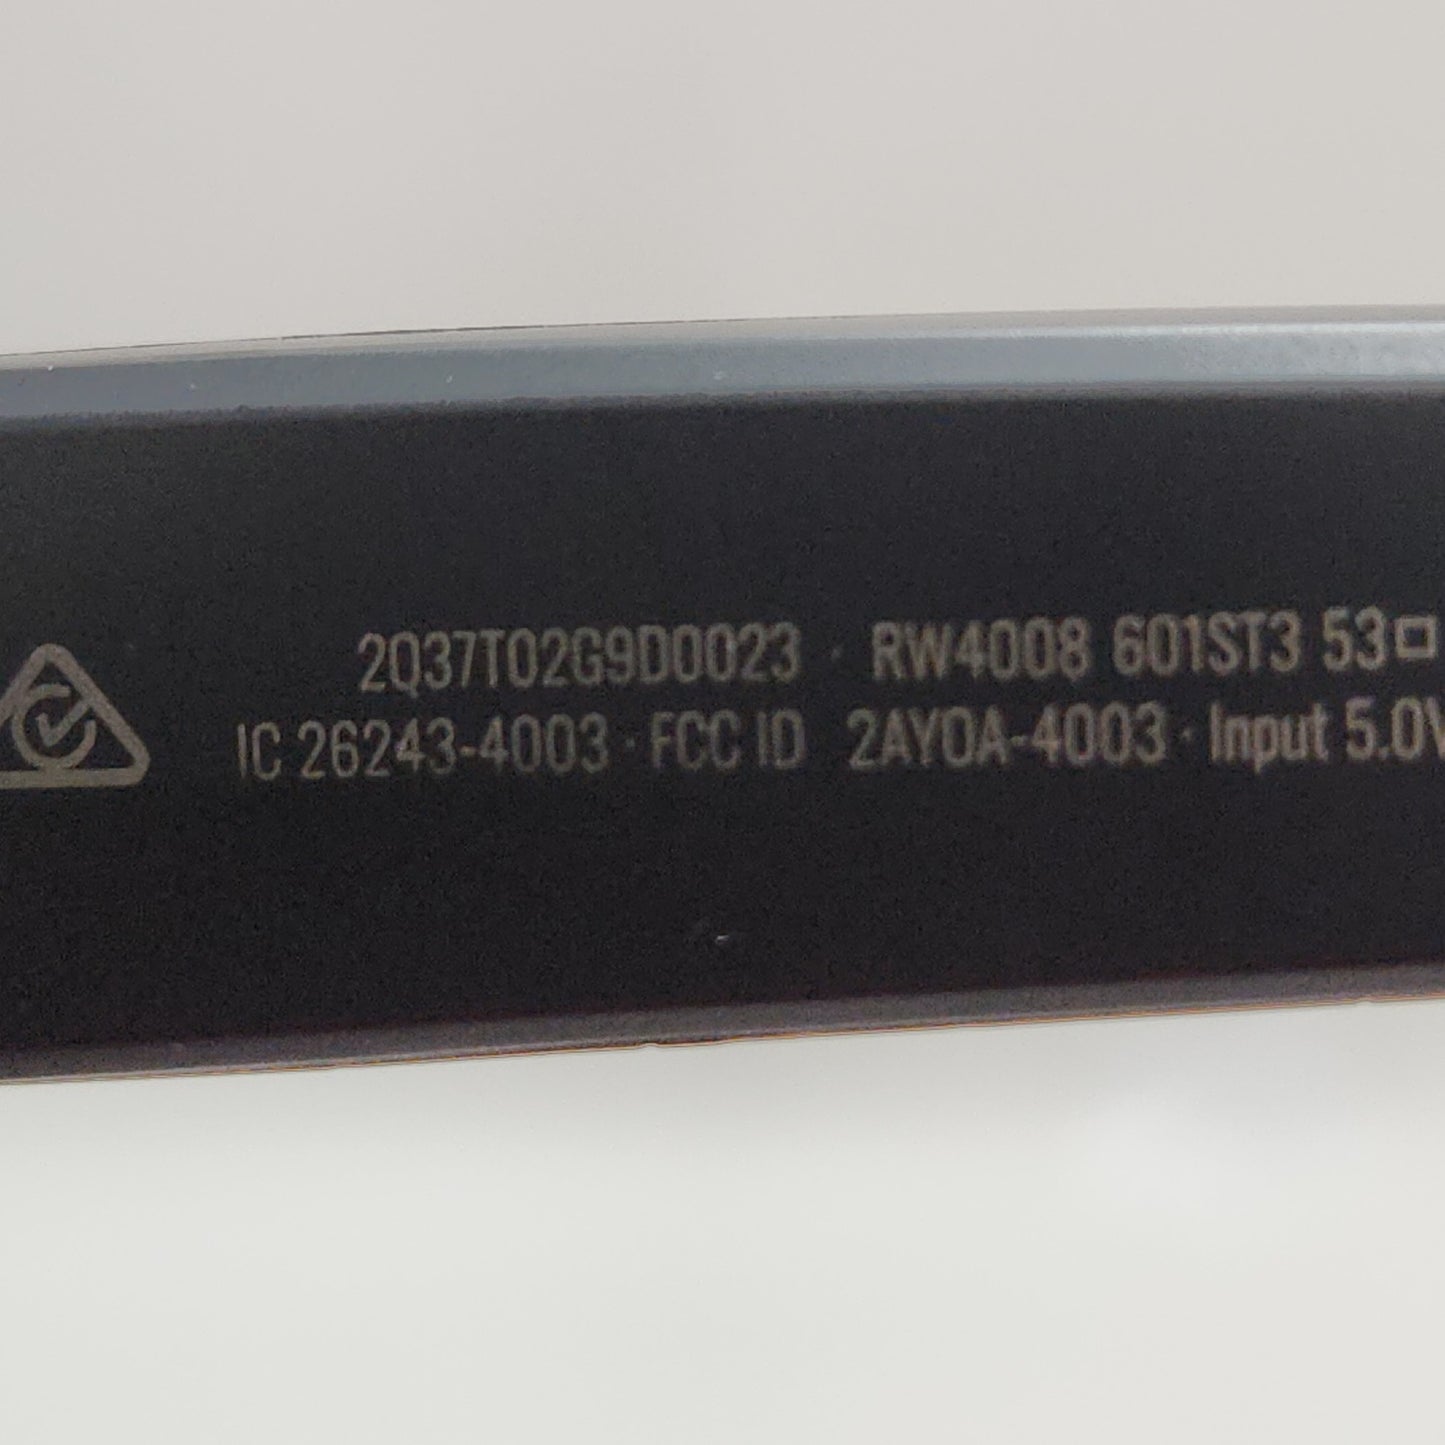 2Q37T02G9D0023 · RW4008 601ST3 53□
IC 26243-4003 · FCC ID 2AYOA-4003 · Input 5.0V